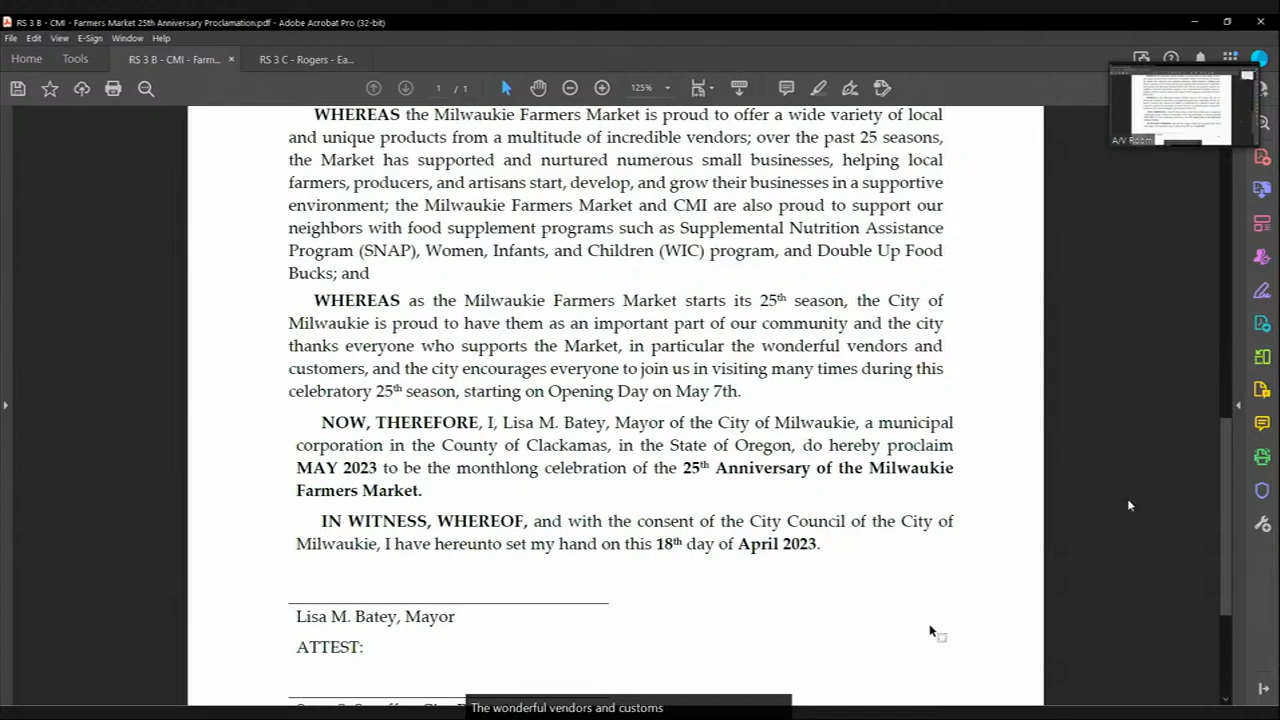 RS 3 B - CMI - Farmers Market 25th Anniversary Proclamation.pdf - Adobe Acrobat Pro (32-bit)
File Edit View E-Sign Window Help
Home Tools RS 3 B - CMI - Farm... × RS 3 C - Rogers - Ea...
125%
WHEREAS the Milwaukie Farmers Market is proud to offer a wide variety of local
and unique products from a multitude of incredible vendors; over the past 25 seasons,
the Market has supported and nurtured numerous small businesses, helping local
farmers, producers, and artisans start, develop, and grow their businesses in a supportive
environment; the Milwaukie Farmers Market and CMI are also proud to support our
neighbors with food supplement programs such as Supplemental Nutrition Assistance
Program (SNAP), Women, Infants, and Children (WIC) program, and Double Up Food
Bucks; and
WHEREAS as the Milwaukie Farmers Market starts its 25th season, the City of
Milwaukie is proud to have them as an important part of our community and the city
thanks everyone who supports the Market, in particular the wonderful vendors and
customers, and the city encourages everyone to join us in visiting many times during this
celebratory 25th season, starting on Opening Day on May 7th.
NOW, THEREFORE, I, Lisa M. Batey, Mayor of the City of Milwaukie, a municipal
corporation in the County of Clackamas, in the State of Oregon, do hereby proclaim
MAY 2023 to be the monthlong celebration of the 25th Anniversary of the Milwaukie
Farmers Market.
IN WITNESS, WHEREOF, and with the consent of the City Council of the City of
Milwaukie, I have hereunto set my hand on this 18th day of April 2023.
Lisa M. Batey, Mayor
ATTEST:
The wonderful vendors and customs
A/V Room